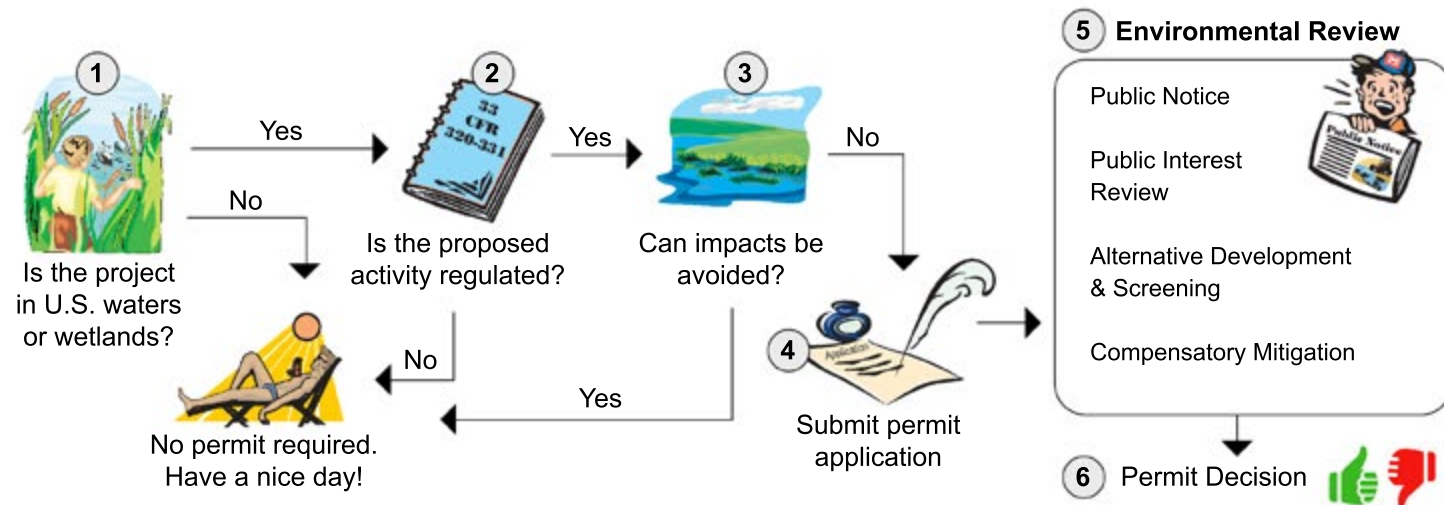 1
Is the project
in U.S. waters
or wetlands?
Yes
No
2
33
CFR
320-331
Is the proposed
activity regulated?
Yes
No
3
Can impacts be
avoided?
No
Yes
No permit required.
Have a nice day!
4
Application
Submit permit
application
5 Environmental Review
Public Notice
Public Interest
Review
Alternative Development
& Screening
Compensatory Mitigation
Public Notice
6 Permit Decision